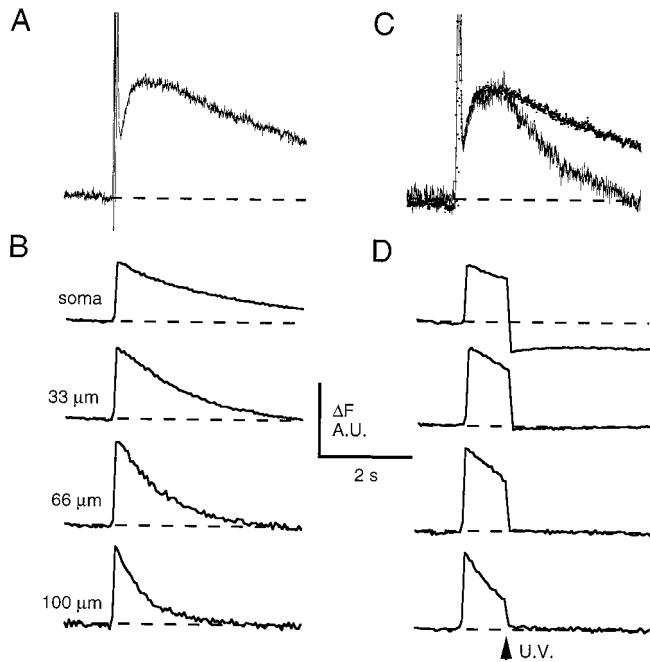 A
C
B
D
soma
33 μm
66 μm
100 μm
ΔF
A.U.
2 s
U.V.